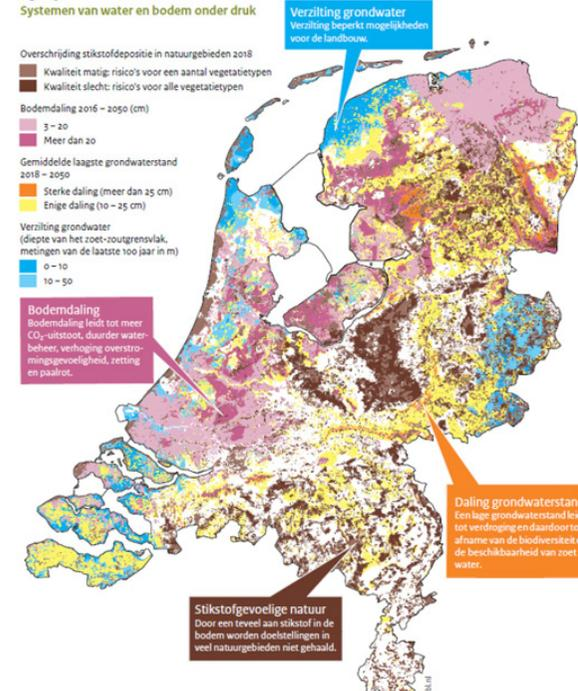 Systemen van water en bodem onder druk
Verzilting grondwater
Verzilting beperkt mogelijkheden
voor de landbouw.
Overschrijding stikstofdepositie in natuurgebieden 2018
Kwaliteit matig: risico's voor een aantal vegetatietypen
Kwaliteit slecht: risico's voor alle vegetatietypen
Bodemdaling 2016 – 2050 (cm)
3 – 20
Meer dan 20
Gemiddelde laagste grondwaterstand
2018 – 2050
Sterke daling (meer dan 25 cm)
Enige daling (10 – 25 cm)
Verzilting grondwater
(diepte van het zoet-zoutgrensvlak,
metingen van de laatste 100 jaar in m)
0 – 10
10 – 50
Bodemdaling
Bodemdaling leidt tot meer
CO₂-uitstoot, duurder water-
beheer, verhoging overstro-
mingsgevoeligheid, zetting
en paalrot.
Daling grondwaterstan
Een lage grondwaterstand lei
tot verdroging en daardoor to
afname van de biodiversiteit
de beschikbaarheid van zoet
water.
Stikstofgevoelige natuur
Door een teveel aan stikstof in de
bodem worden doelstellingen in
veel natuurgebieden niet gehaald.